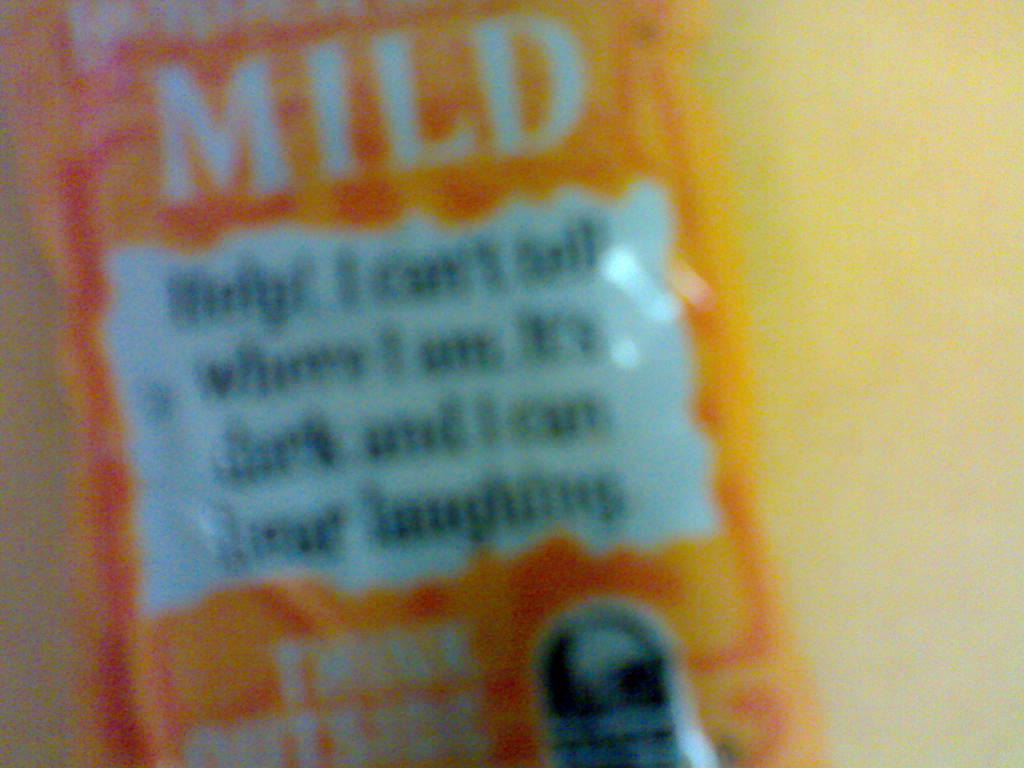 MILD
Help! I can't tell
where I am. It's
dark and I can
hear laughing.